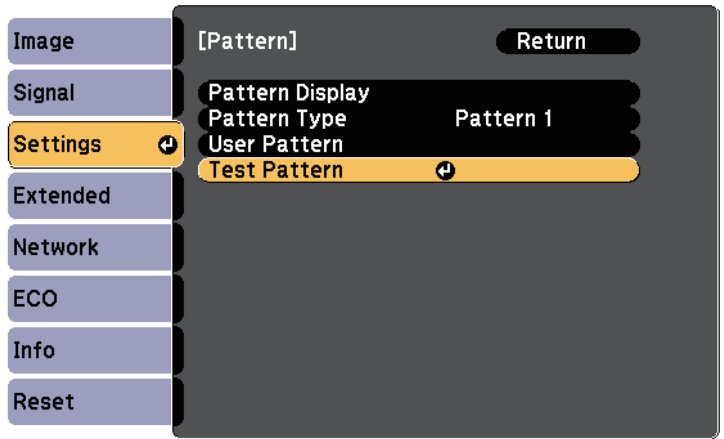 Image
Signal
Settings
Extended
Network
ECO
Info
Reset
[Pattern] Return
Pattern Display
Pattern Type Pattern 1
User Pattern
Test Pattern